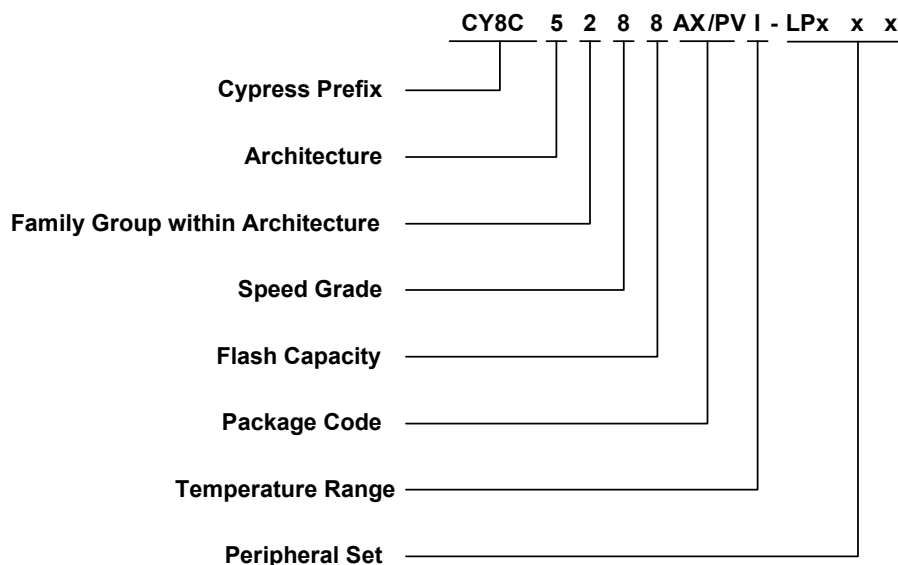 CY8C 5 2 8 8 AX/PV I - LPx x x
Cypress Prefix
Architecture
Family Group within Architecture
Speed Grade
Flash Capacity
Package Code
Temperature Range
Peripheral Set